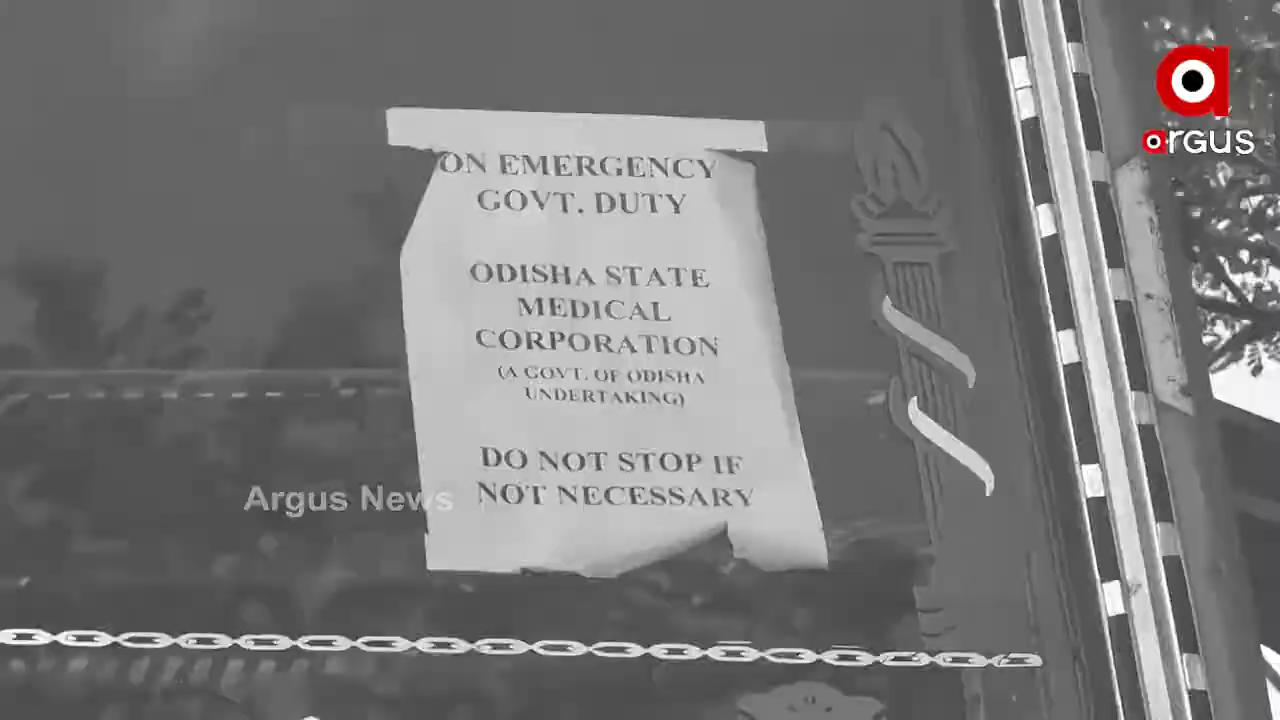 argus
ON EMERGENCY
GOVT. DUTY
ODISHA STATE
MEDICAL
CORPORATION
(A GOVT. OF ODISHA
UNDERTAKING)
DO NOT STOP IF
NOT NECESSARY
Argus News